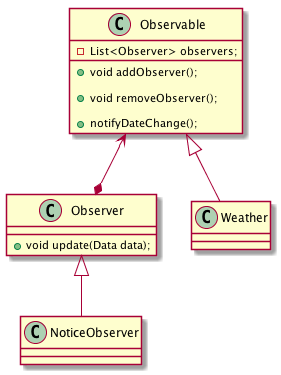 C Observable
List<Observer> observers;
void addObserver();
void removeObserver();
notifyDateChange();
C Observer
void update(Data data);
C Weather
C NoticeObserver